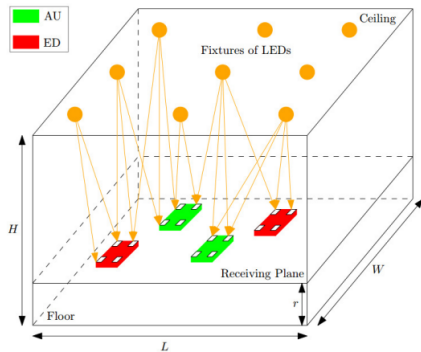 AU
ED
Ceiling
Fixtures of LEDs
H
W
Receiving Plane
r
Floor
L